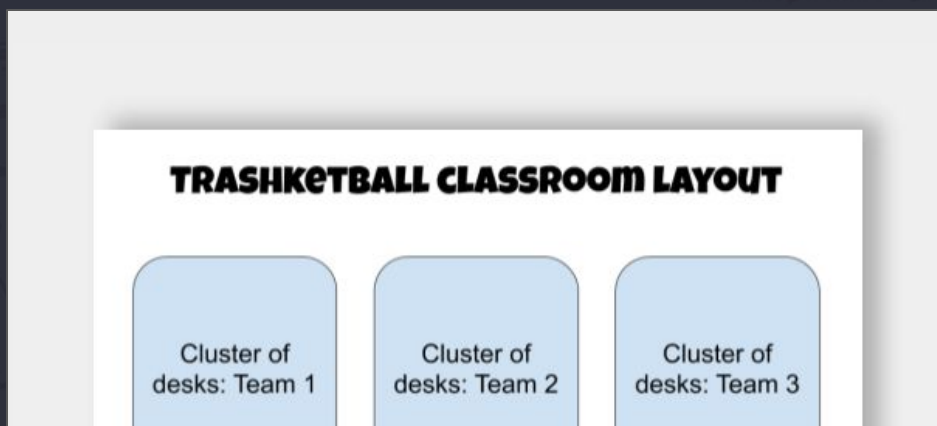 TRASHKeTBALL CLASSROOm LAYOUT
Cluster of
desks: Team 1
Cluster of
desks: Team 2
Cluster of
desks: Team 3